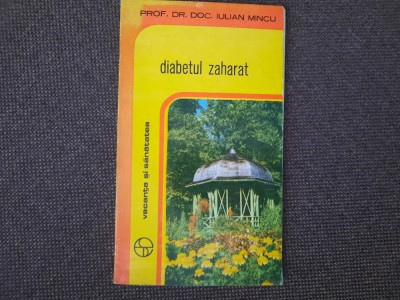 PROF. DR. DOC. IULIAN MINCU
diabetul zaharat
vacanța și sănătatea